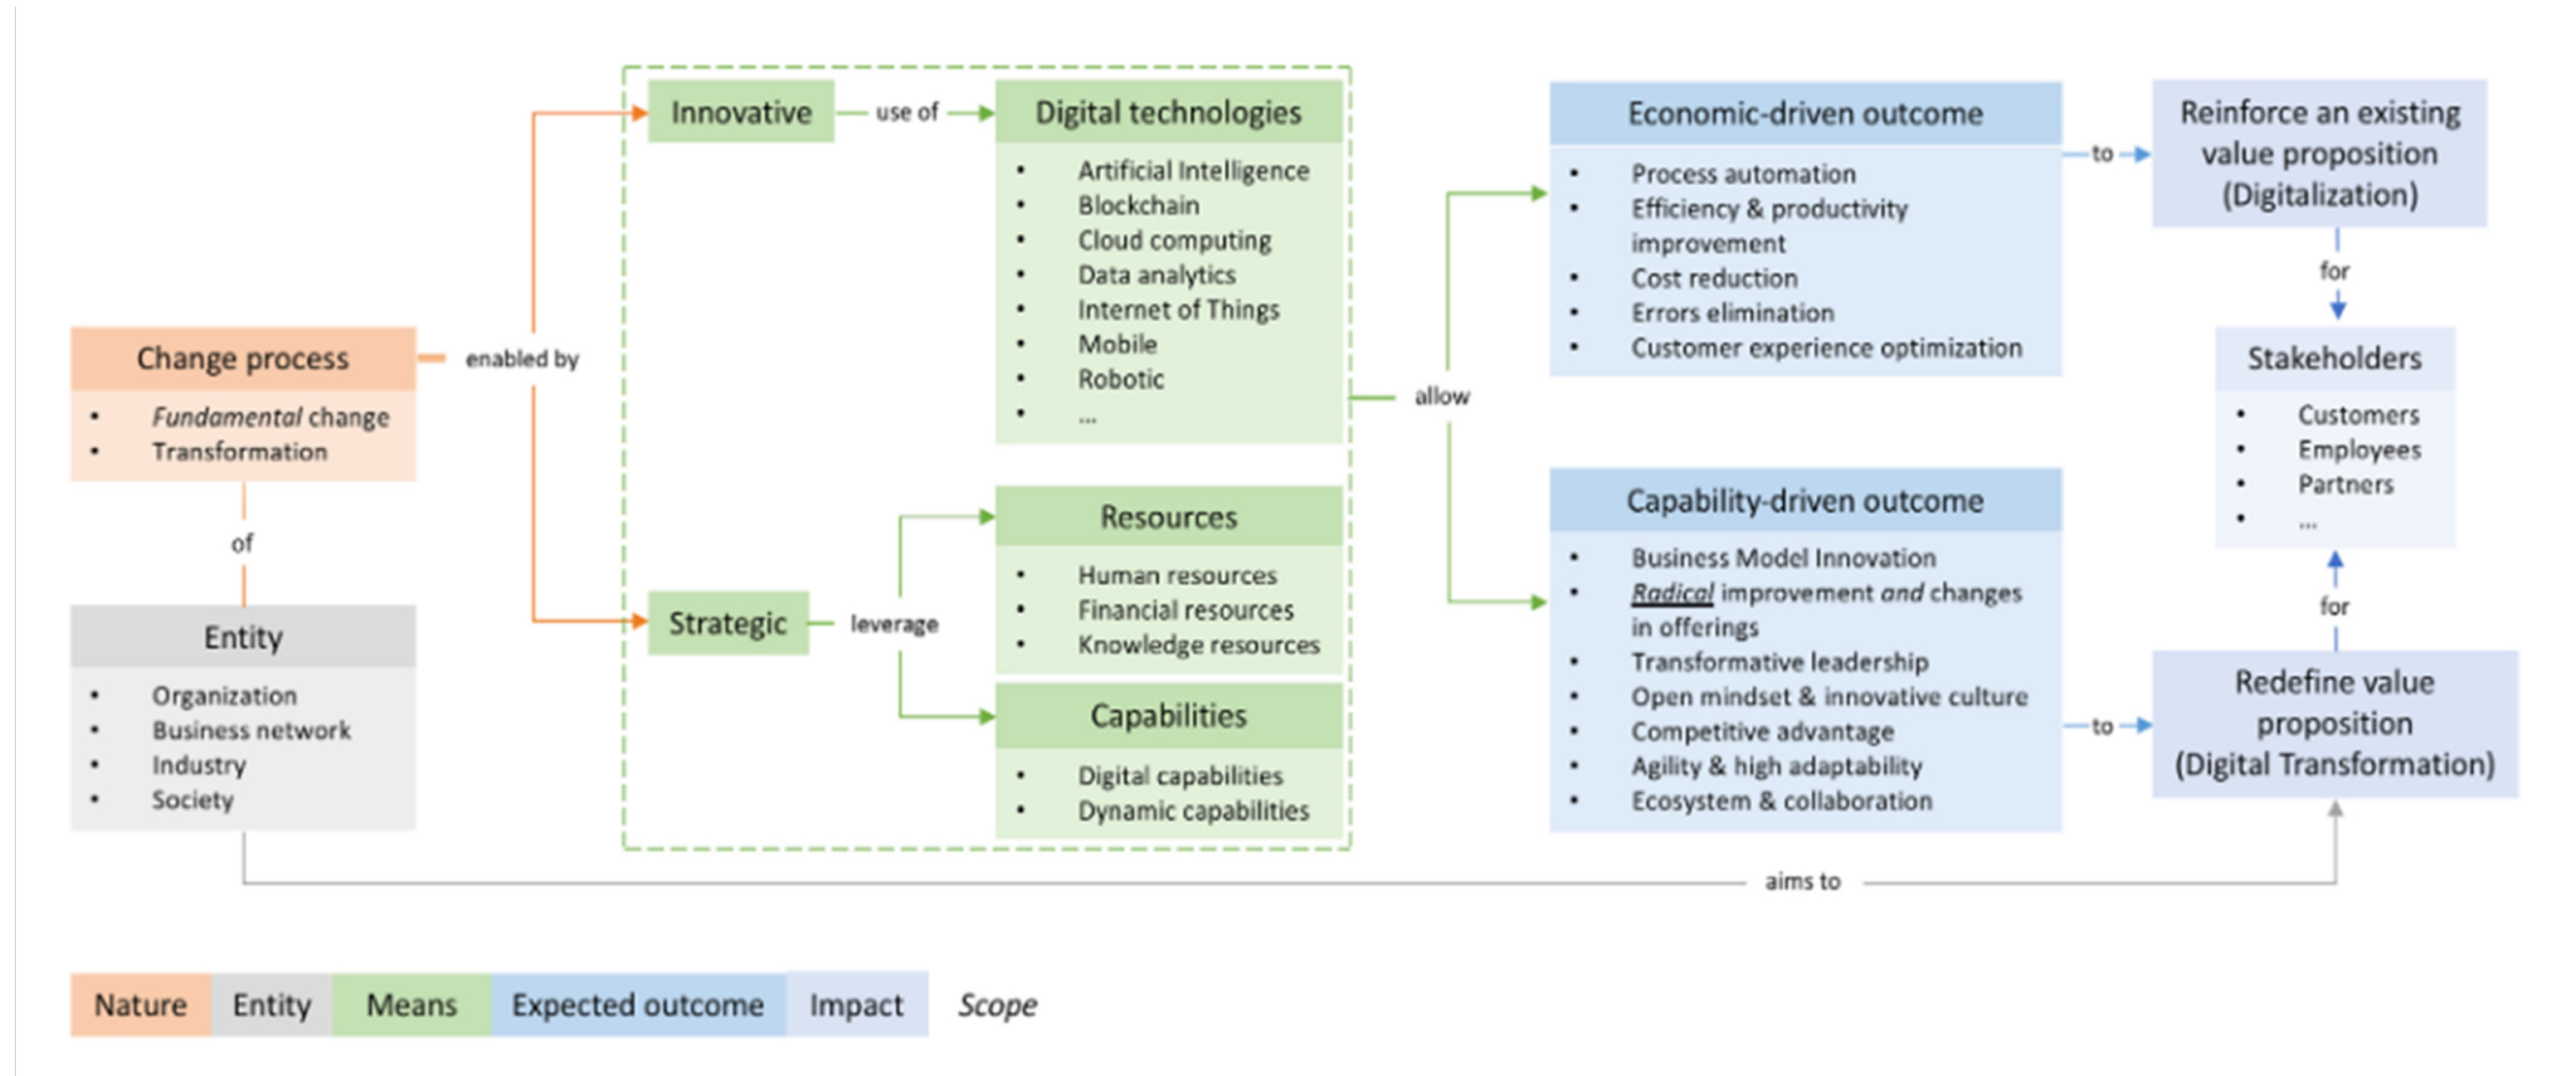 Change process
• Fundamental change
• Transformation
of
Entity
• Organization
• Business network
• Industry
• Society
enabled by
Innovative
use of
Digital technologies
• Artificial Intelligence
• Blockchain
• Cloud computing
• Data analytics
• Internet of Things
• Mobile
• Robotic
• ...
Strategic
leverage
Resources
• Human resources
• Financial resources
• Knowledge resources
Capabilities
• Digital capabilities
• Dynamic capabilities
allow
Economic-driven outcome
• Process automation
• Efficiency & productivity
improvement
• Cost reduction
• Errors elimination
• Customer experience optimization
to
Reinforce an existing
value proposition
(Digitalization)
for
Stakeholders
• Customers
• Employees
• Partners
• ...
Capability-driven outcome
• Business Model Innovation
• Radical improvement and changes
in offerings
• Transformative leadership
• Open mindset & innovative culture
• Competitive advantage
• Agility & high adaptability
• Ecosystem & collaboration
to
for
Redefine value
proposition
(Digital Transformation)
aims to
Nature
Entity
Means
Expected outcome
Impact
Scope